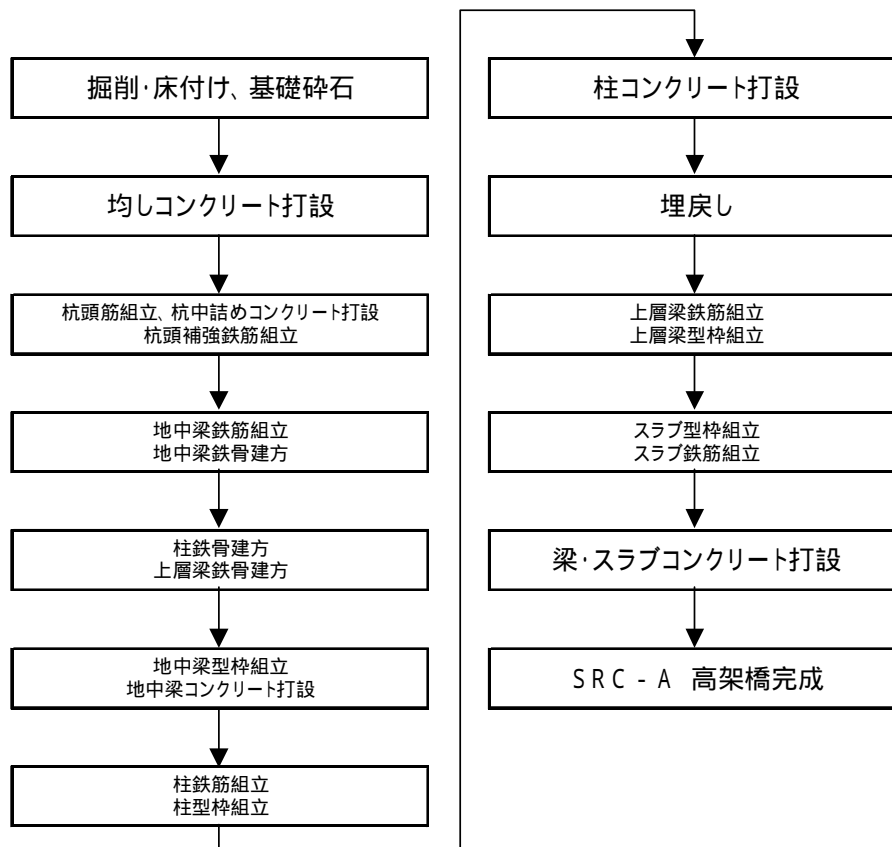 掘削･床付け､基礎砕石
均しコンクリート打設
杭頭筋組立､杭中詰めコンクリート打設
杭頭補強鉄筋組立
地中梁鉄筋組立
地中梁鉄骨建方
柱鉄骨建方
上層梁鉄骨建方
地中梁型枠組立
地中梁コンクリート打設
柱鉄筋組立
柱型枠組立
柱コンクリート打設
埋戻し
上層梁鉄筋組立
上層梁型枠組立
スラブ型枠組立
スラブ鉄筋組立
梁･スラブコンクリート打設
SRC-A 高架橋完成